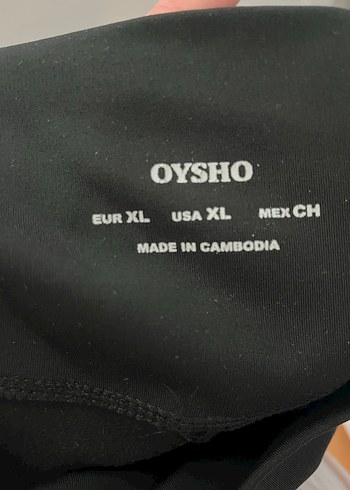 OYSHO
EUR XL USA XL MEX CH
MADE IN CAMBODIA